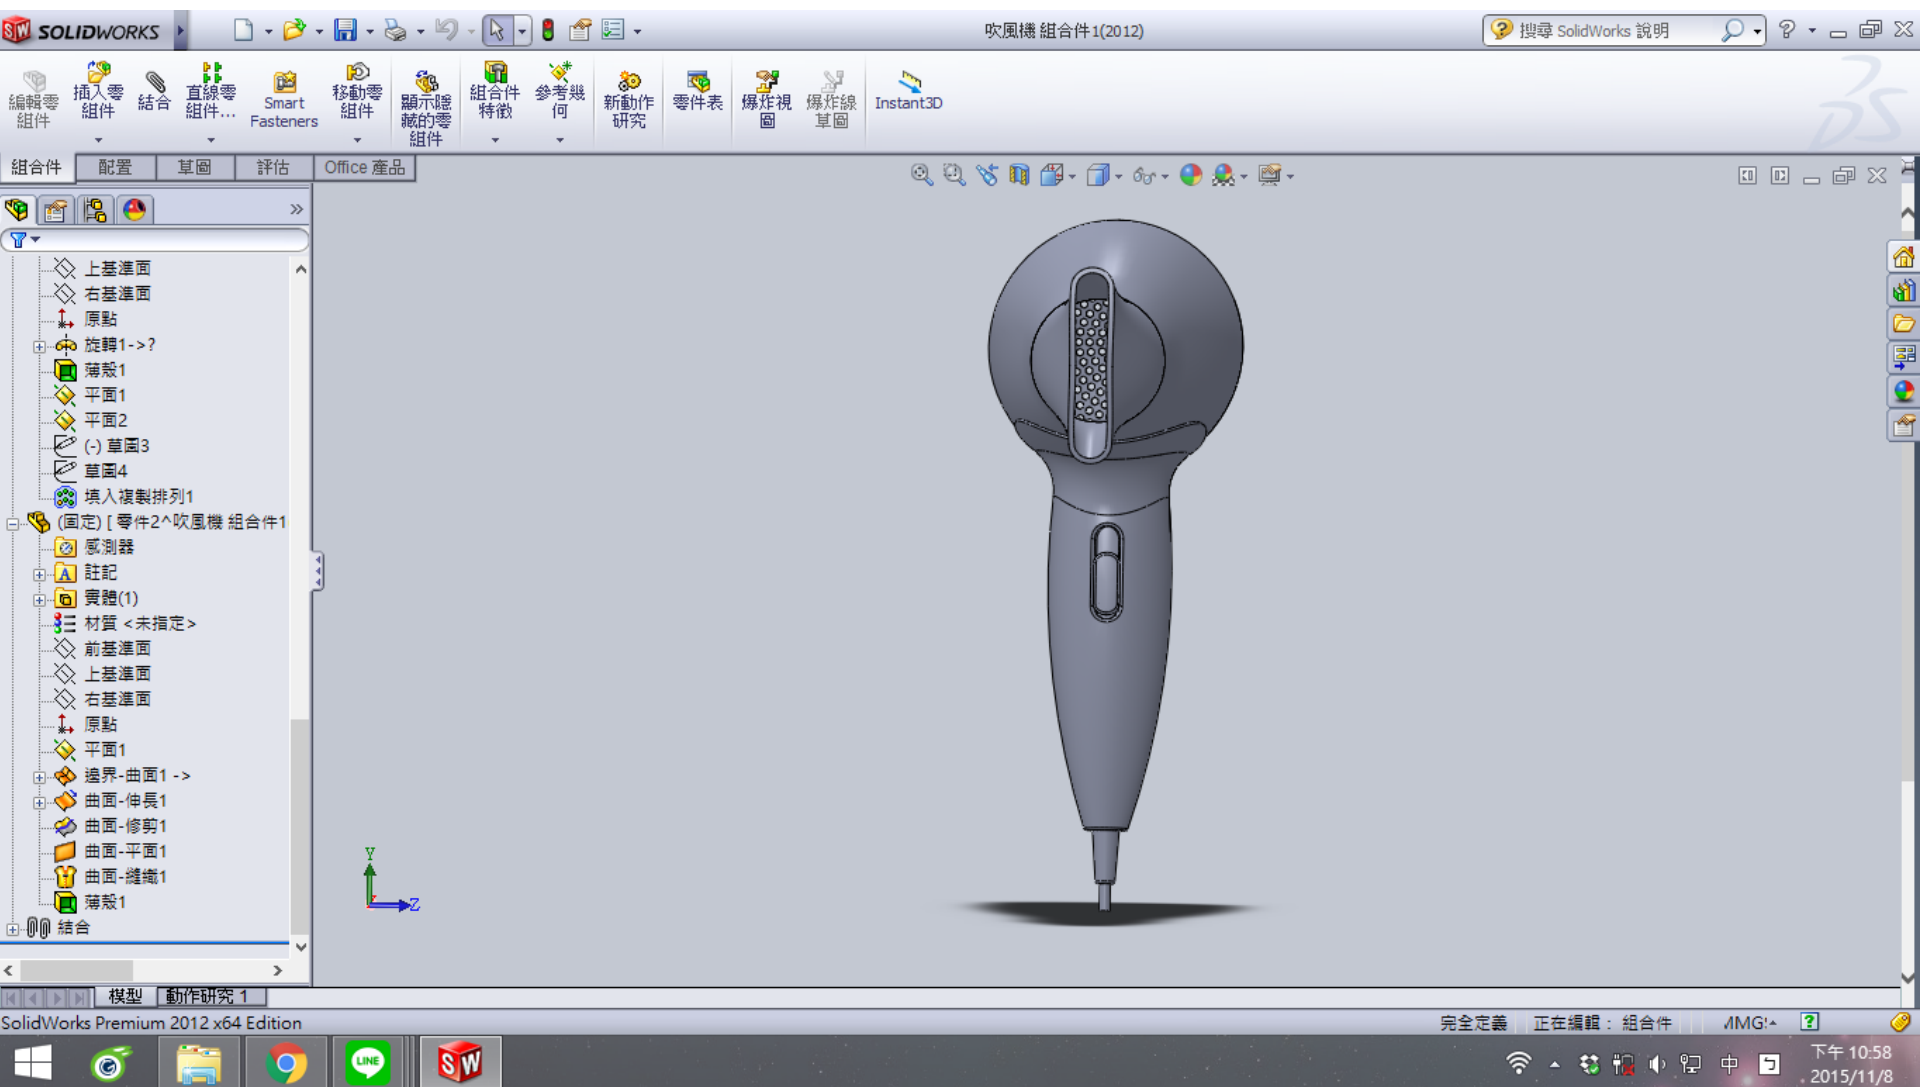 SOLIDWORKS
吹風機 組合件1(2012)
搜尋 SolidWorks 說明
編輯零組件
插入零組件
結合
直線零組件...
Smart Fasteners
移動零組件
顯示隱藏的零組件
組合件特徵
參考幾何
新動作研究
零件表
爆炸視圖
爆炸線草圖
Instant3D
組合件 配置 草圖 評估 Office 產品
上基準面
右基準面
原點
旋轉1->?
薄殼1
平面1
平面2
(-) 草圖3
草圖4
填入複製排列1
(固定) [ 零件2^吹風機 組合件1
感測器
註記
實體(1)
材質 <未指定>
前基準面
上基準面
右基準面
原點
平面1
邊界-曲面1 ->
曲面-伸長1
曲面-修剪1
曲面-平面1
曲面-縫織1
薄殼1
結合
Y
Z
模型 動作研究 1
SolidWorks Premium 2012 x64 Edition
完全定義 正在編輯： 組合件
LINE
SW
中
下午 10:58
2015/11/8